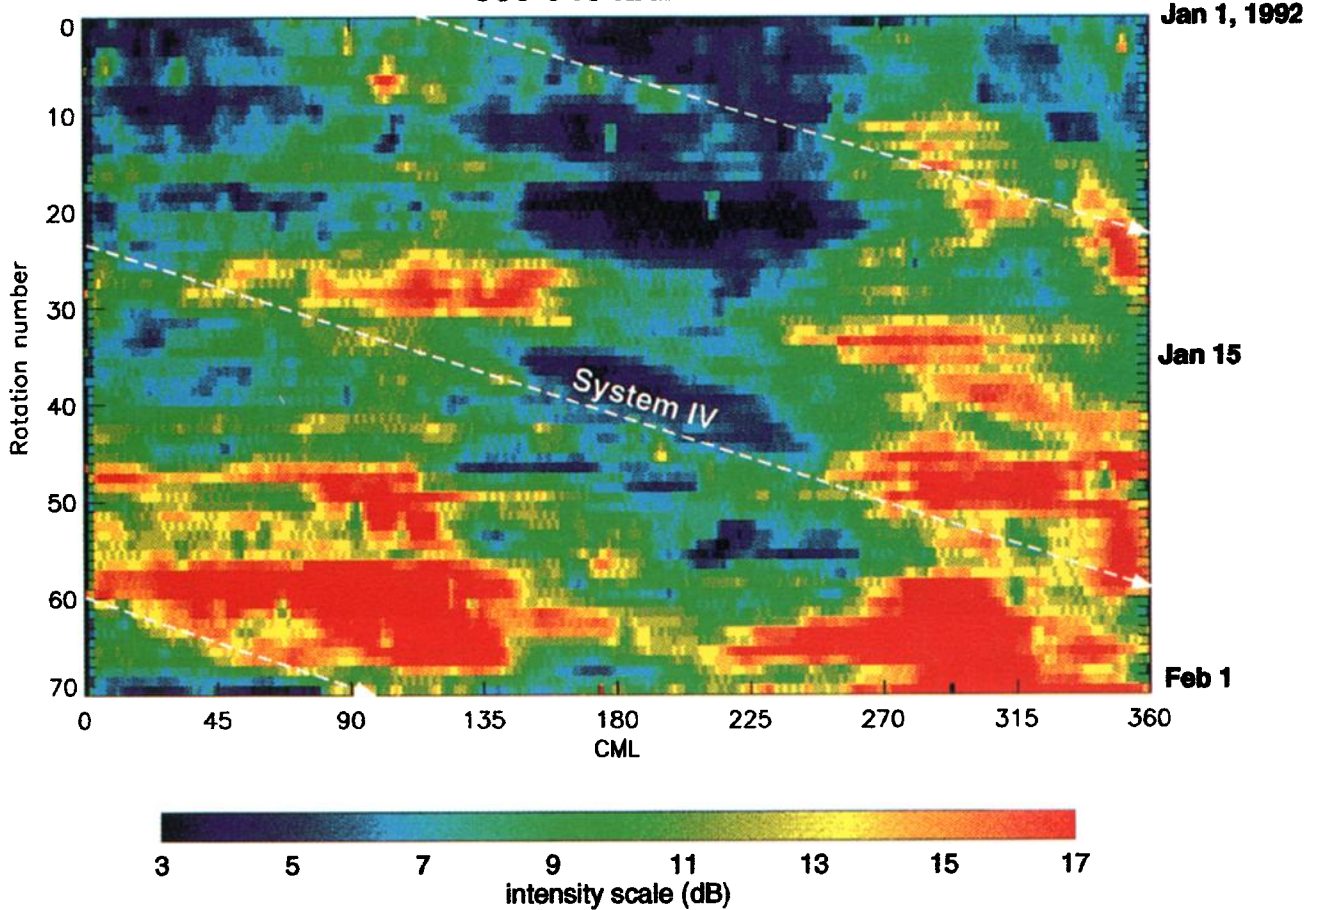 Jan 1, 1992
0
10
20
30
40
50
60
70
Rotation number
System IV
Jan 15
Feb 1
0 45 90 135 180 225 270 315 360
CML
3 5 7 9 11 13 15 17
intensity scale (dB)